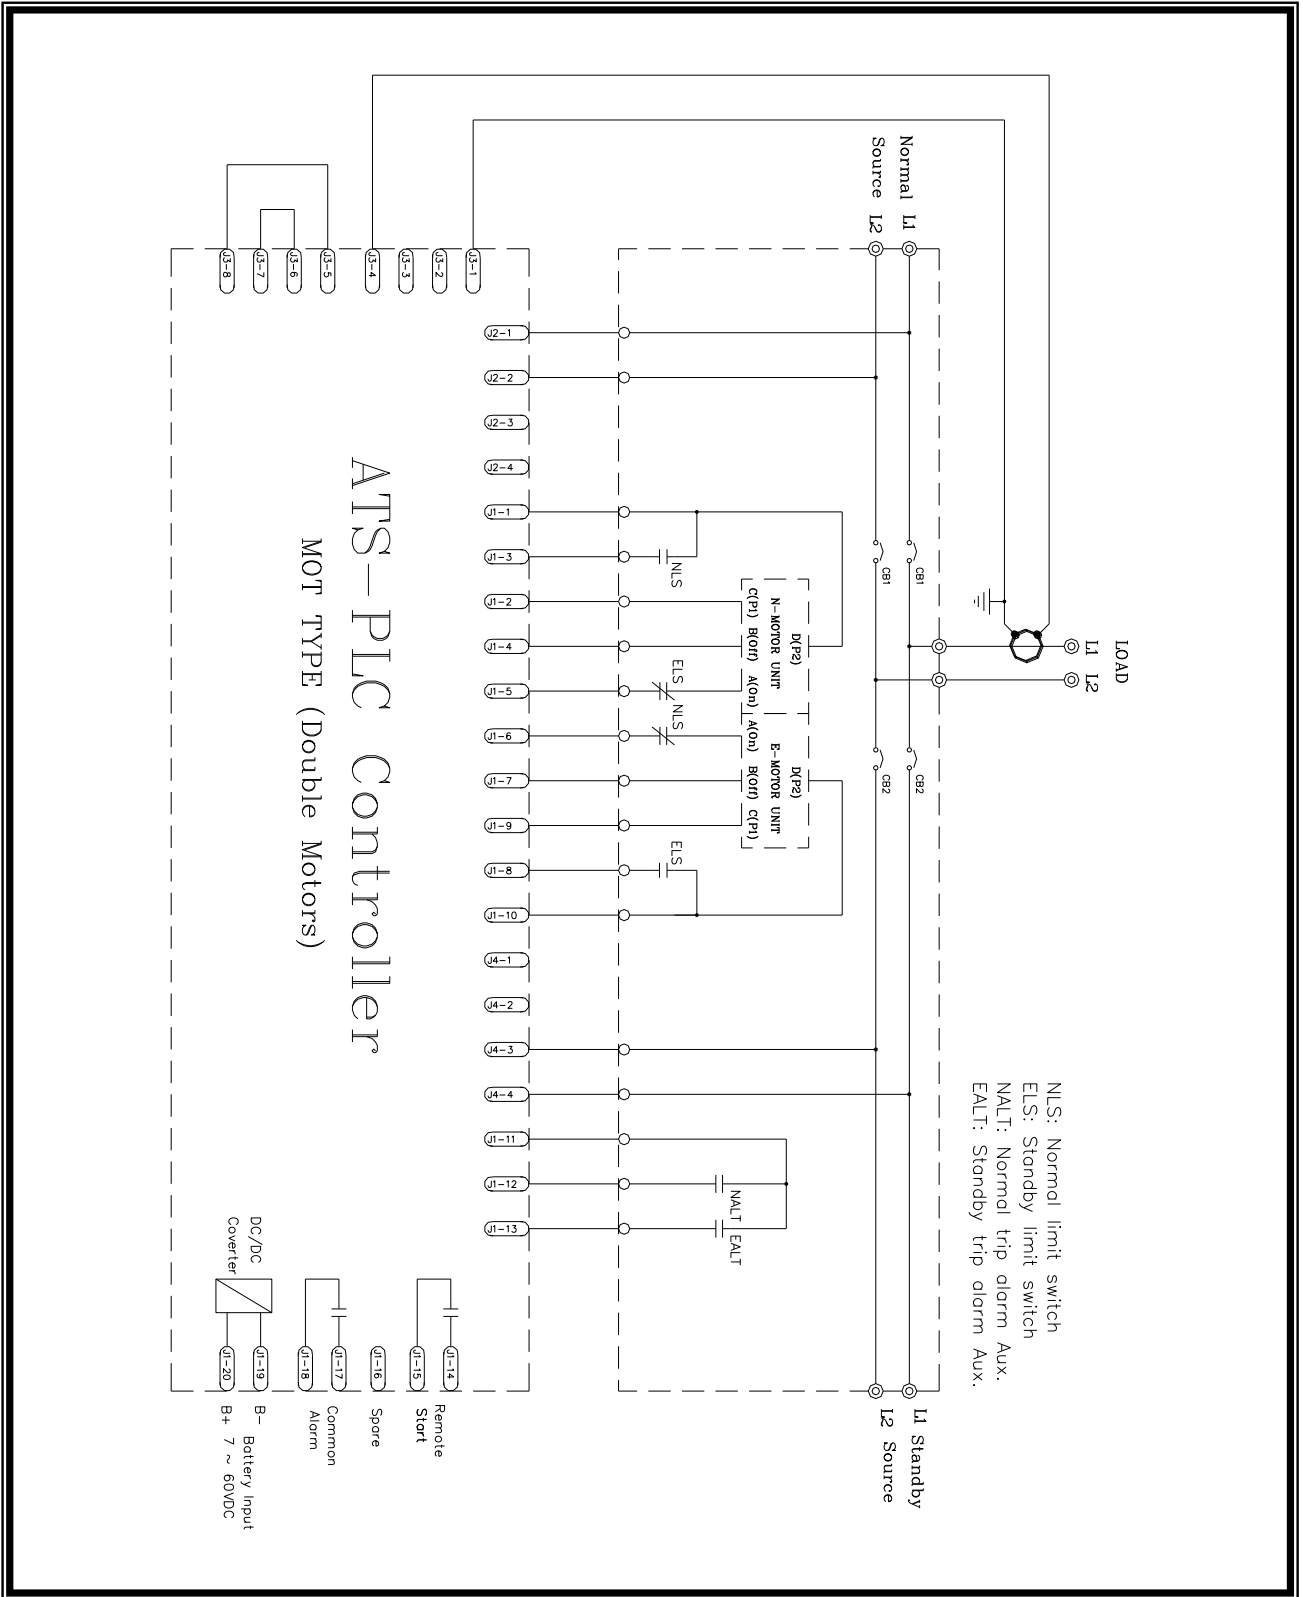 LOAD
L1
L2
Normal L1
Source L2
CB1
CB1
CB2
CB2
L1 Standby
L2 Source
NLS: Normal limit switch
ELS: Standby limit switch
NALT: Normal trip alarm Aux.
EALT: Standby trip alarm Aux.
D(P2)
N-MOTOR UNIT
C(P1)
B(Off)
A(On)
D(P2)
E-MOTOR UNIT
A(On)
B(Off)
C(P1)
NLS
ELS
NLS
ELS
NALT
EALT
J2-1
J2-2
J2-3
J2-4
J1-1
J1-3
J1-2
J1-4
J1-5
J1-6
J1-7
J1-9
J1-8
J1-10
J4-1
J4-2
J4-3
J4-4
J1-11
J1-12
J1-13
J3-1
J3-2
J3-3
J3-4
J3-5
J3-6
J3-7
J3-8
ATS-PLC Controller
MOT TYPE (Double Motors)
J1-14
J1-15
Remote
Start
J1-16
Spare
J1-17
J1-18
Common
Alarm
DC/DC
Coverter
J1-19
J1-20
B- Battery Input
B+ 7 ~ 60VDC